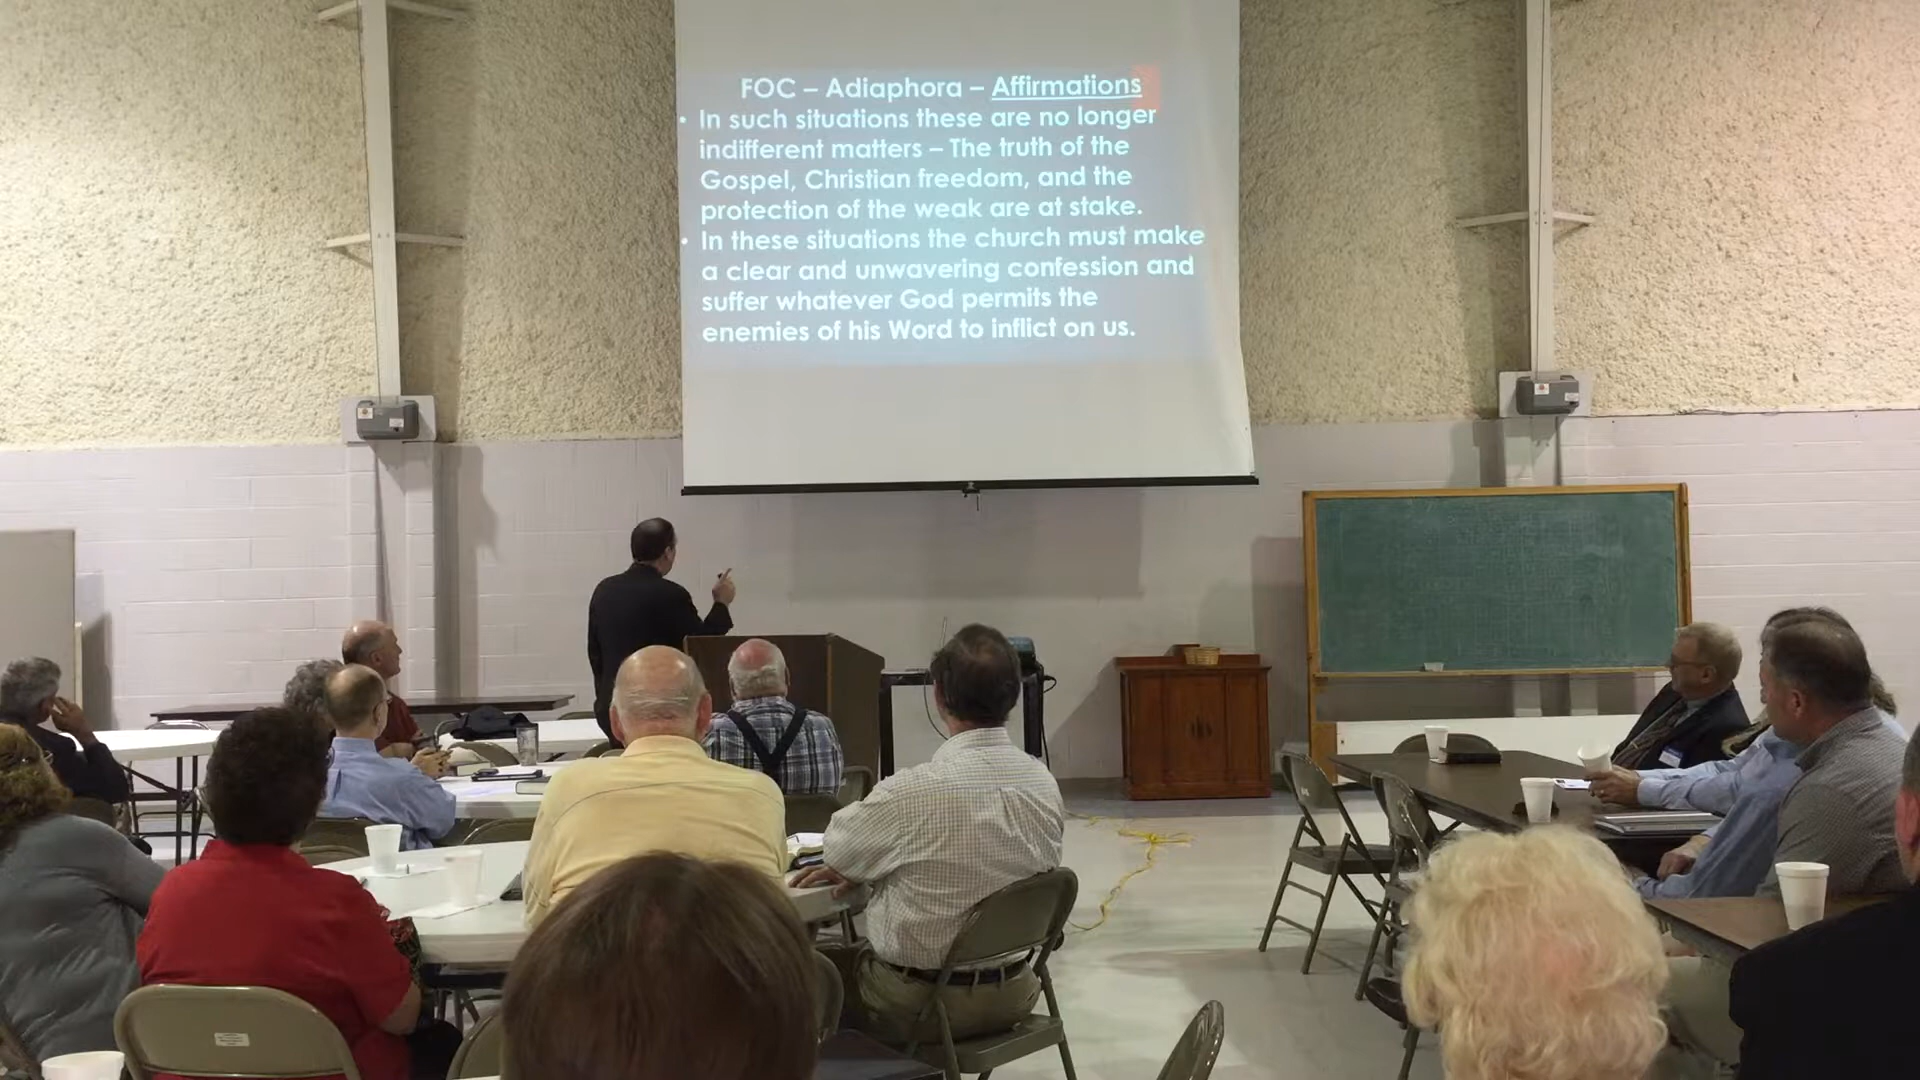 FOC – Adiaphora – Affirmations
• In such situations these are no longer
indifferent matters – The truth of the
Gospel, Christian freedom, and the
protection of the weak are at stake.
• In these situations the church must make
a clear and unwavering confession and
suffer whatever God permits the
enemies of his Word to inflict on us.